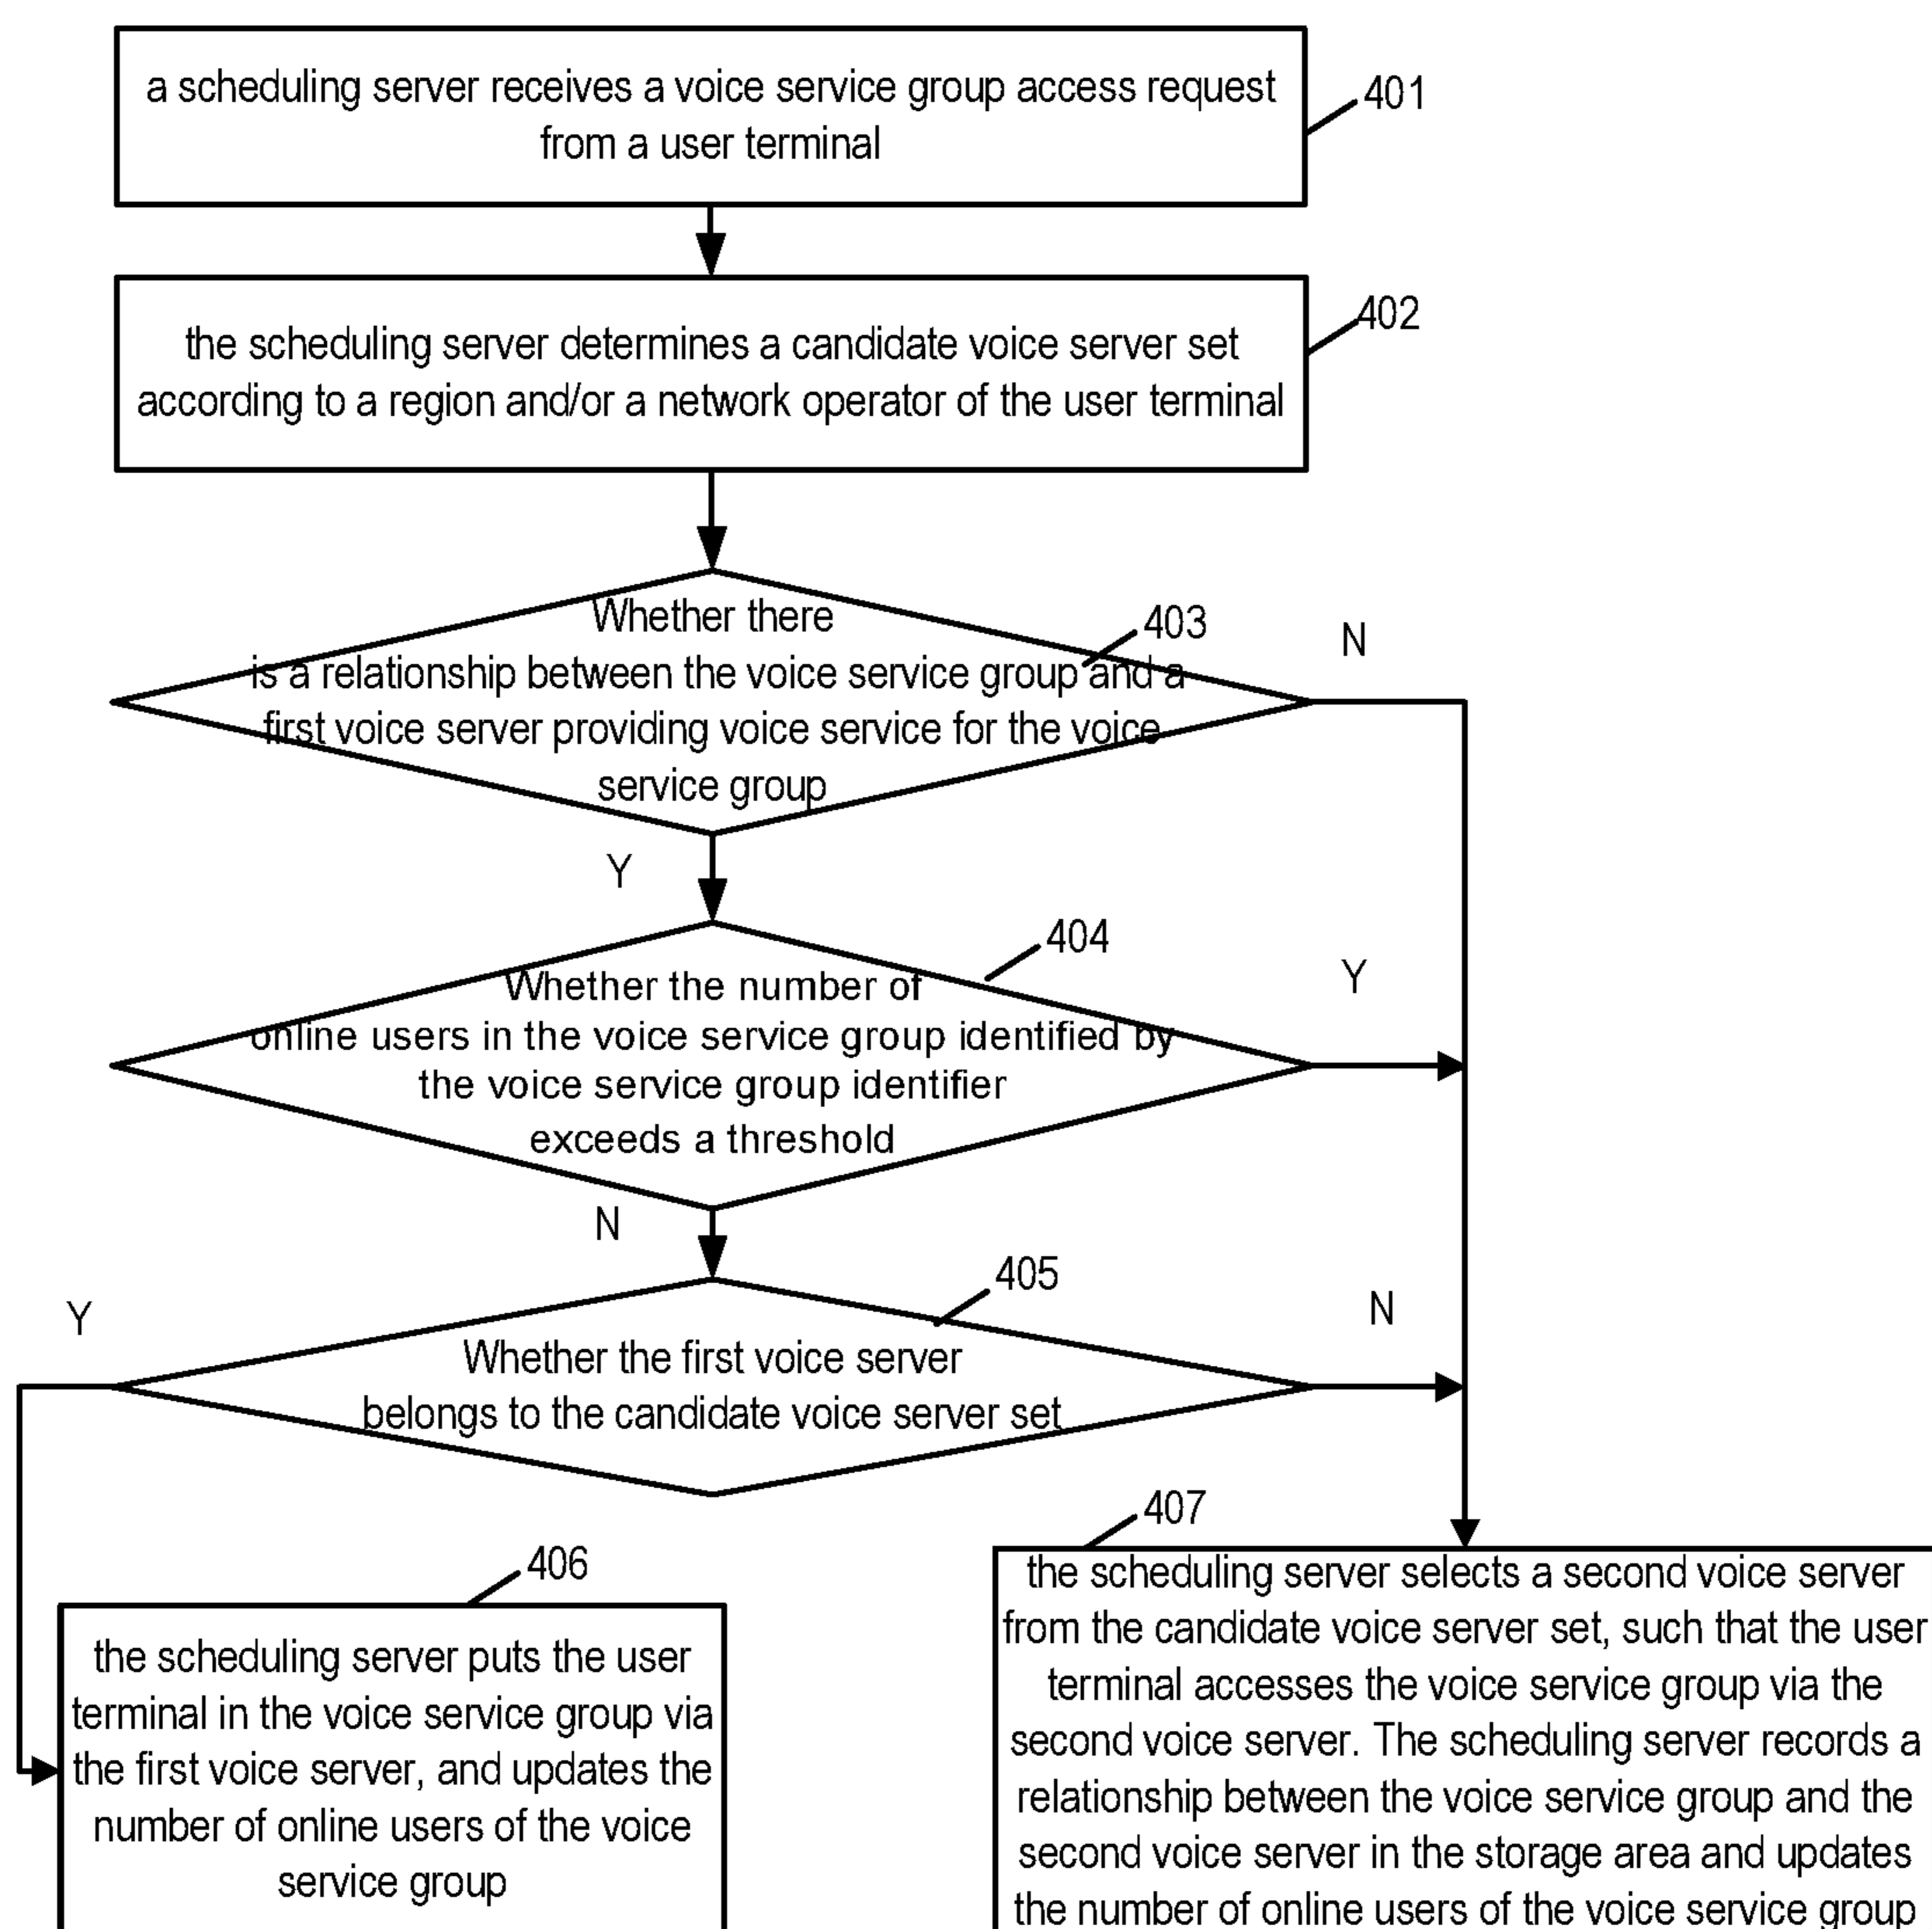 a scheduling server receives a voice service group access request
from a user terminal
401
the scheduling server determines a candidate voice server set
according to a region and/or a network operator of the user terminal
402
Whether there
is a relationship between the voice service group and a
first voice server providing voice service for the voice
service group
403
N
Y
Whether the number of
online users in the voice service group identified by
the voice service group identifier
exceeds a threshold
404
Y
N
Whether the first voice server
belongs to the candidate voice server set
405
N
Y
406
the scheduling server puts the user
terminal in the voice service group via
the first voice server, and updates the
number of online users of the voice
service group
407
the scheduling server selects a second voice server
from the candidate voice server set, such that the user
terminal accesses the voice service group via the
second voice server. The scheduling server records a
relationship between the voice service group and the
second voice server in the storage area and updates
the number of online users of the voice service group